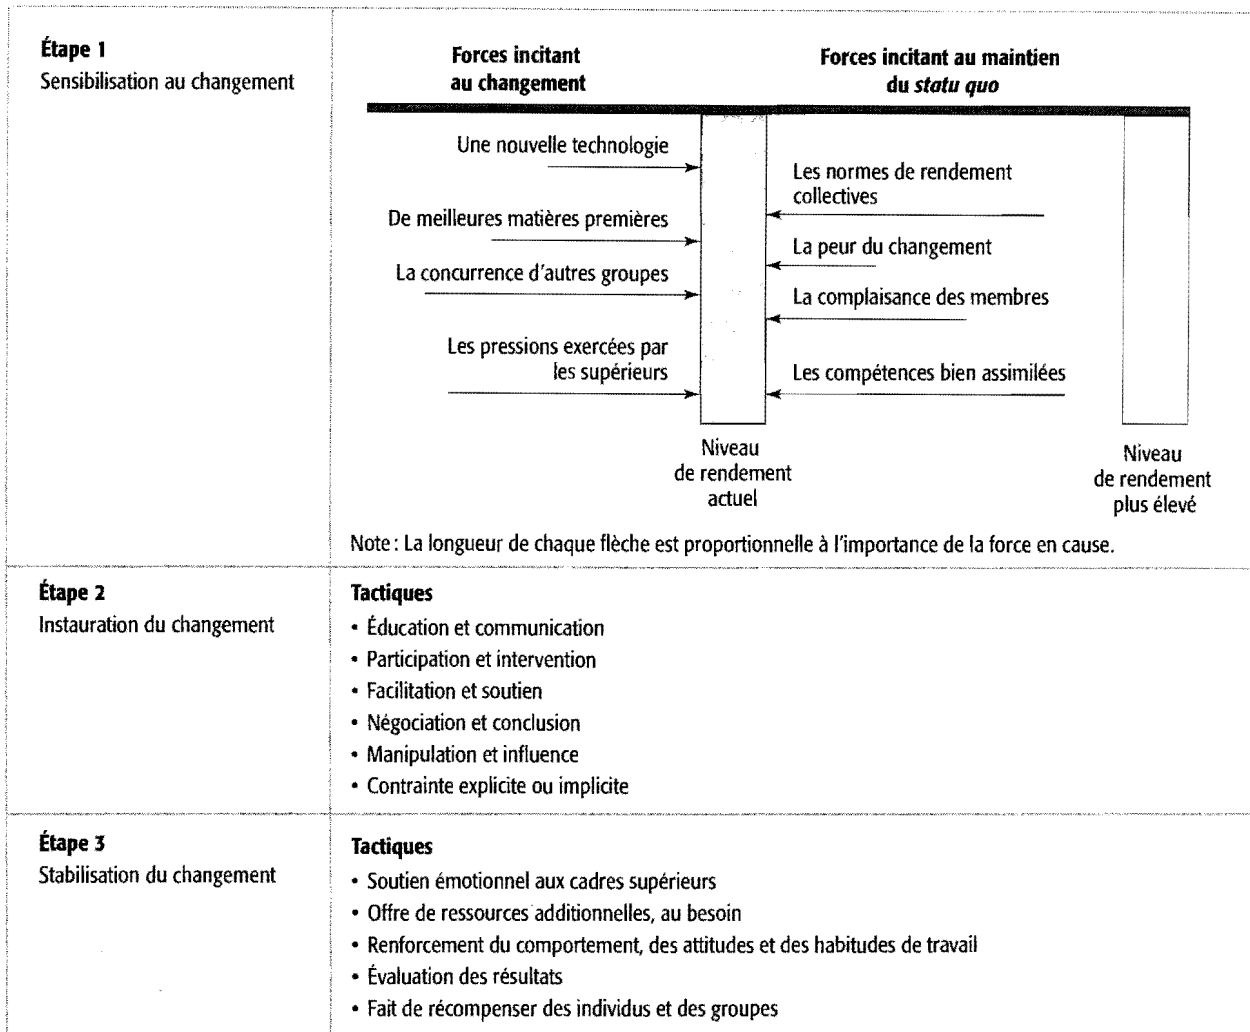 Étape 1
Sensibilisation au changement
Forces incitant
au changement
Forces incitant au maintien
du statu quo
Une nouvelle technologie
De meilleures matières premières
La concurrence d'autres groupes
Les pressions exercées par
les supérieurs
Les normes de rendement
collectives
La peur du changement
La complaisance des membres
Les compétences bien assimilées
Niveau
de rendement
actuel
Niveau
de rendement
plus élevé
Note : La longueur de chaque flèche est proportionnelle à l'importance de la force en cause.
Étape 2
Instauration du changement
Tactiques
• Éducation et communication
• Participation et intervention
• Facilitation et soutien
• Négociation et conclusion
• Manipulation et influence
• Contrainte explicite ou implicite
Étape 3
Stabilisation du changement
Tactiques
• Soutien émotionnel aux cadres supérieurs
• Offre de ressources additionnelles, au besoin
• Renforcement du comportement, des attitudes et des habitudes de travail
• Évaluation des résultats
• Fait de récompenser des individus et des groupes